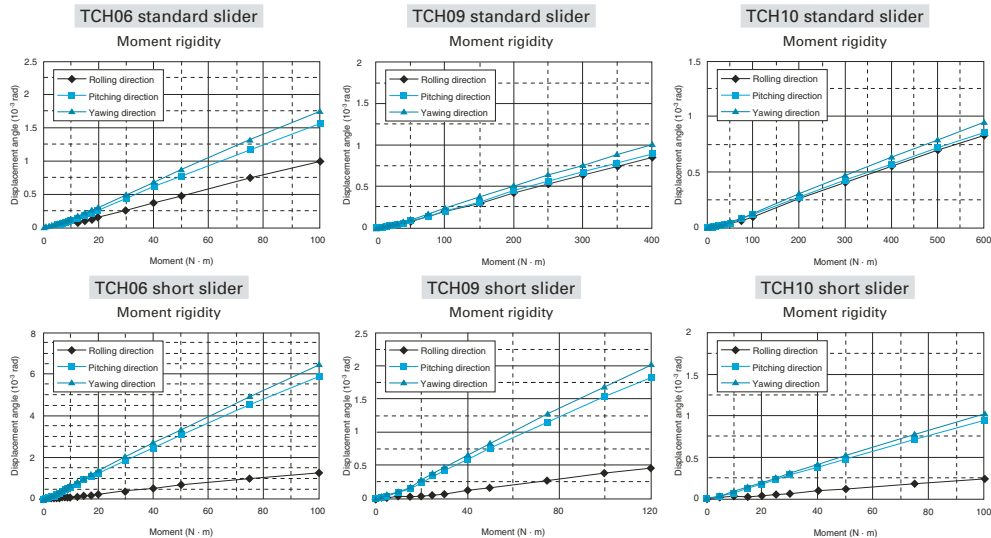 TCH06 standard slider
Moment rigidity
2.5
2
1.5
1
0.5
0
Displacement angle (10⁻³ rad)
Rolling direction
Pitching direction
Yawing direction
0 20 40 60 80 100
Moment (N · m)
TCH09 standard slider
Moment rigidity
2
1.5
1
0.5
0
Displacement angle (10⁻³ rad)
Rolling direction
Pitching direction
Yawing direction
0 100 200 300 400
Moment (N · m)
TCH10 standard slider
Moment rigidity
1.5
1
0.5
0
Displacement angle (10⁻³ rad)
Rolling direction
Pitching direction
Yawing direction
0 100 200 300 400 500 600
Moment (N · m)
TCH06 short slider
Moment rigidity
8
6
4
2
0
Displacement angle (10⁻³ rad)
Rolling direction
Pitching direction
Yawing direction
0 20 40 60 80 100
Moment (N · m)
TCH09 short slider
Moment rigidity
2.5
2
1.5
1
0.5
0
Displacement angle (10⁻³ rad)
Rolling direction
Pitching direction
Yawing direction
0 40 80 120
Moment (N · m)
TCH10 short slider
Moment rigidity
2
1.5
1
0.5
0
Displacement angle (10⁻³ rad)
Rolling direction
Pitching direction
Yawing direction
0 20 40 60 80 100
Moment (N · m)